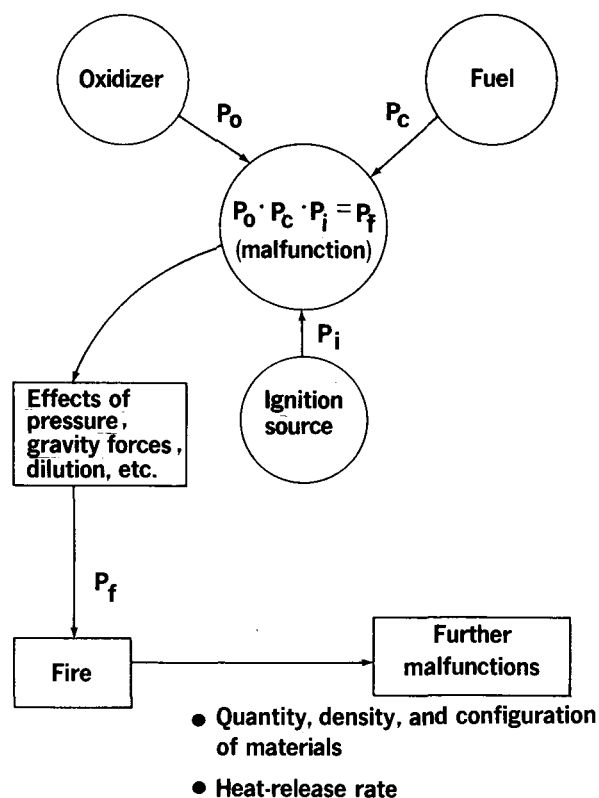 Oxidizer
Fuel
Po
Pc
Po · Pc · Pi = Pf
(malfunction)
Pi
Ignition
source
Effects of
pressure,
gravity forces,
dilution, etc.
Pf
Fire
Further
malfunctions
● Quantity, density, and configuration
of materials
● Heat-release rate